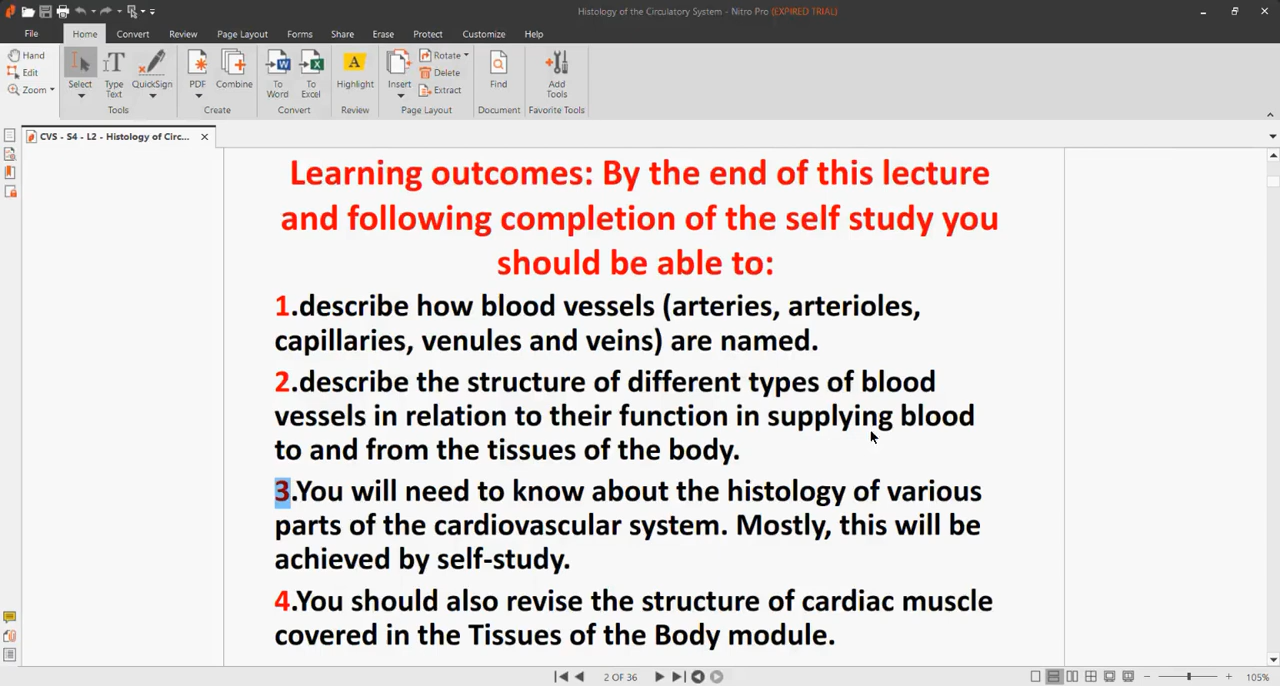 Histology of the Circulatory System - Nitro Pro (EXPIRED TRIAL)
File Home Convert Review Page Layout Forms Share Erase Protect Customize Help
Hand
Edit
Zoom
Select
Type Text
QuickSign
Tools
PDF
Combine
Create
To Word
To Excel
Convert
Highlight
Review
Insert
Rotate
Delete
Extract
Page Layout
Find
Document
Add Tools
Favorite Tools
CVS - S4 - L2 - Histology of Circ...
Learning outcomes: By the end of this lecture
and following completion of the self study you
should be able to:
1.describe how blood vessels (arteries, arterioles,
capillaries, venules and veins) are named.
2.describe the structure of different types of blood
vessels in relation to their function in supplying blood
to and from the tissues of the body.
3.You will need to know about the histology of various
parts of the cardiovascular system. Mostly, this will be
achieved by self-study.
4.You should also revise the structure of cardiac muscle
covered in the Tissues of the Body module.
2 OF 36
105%